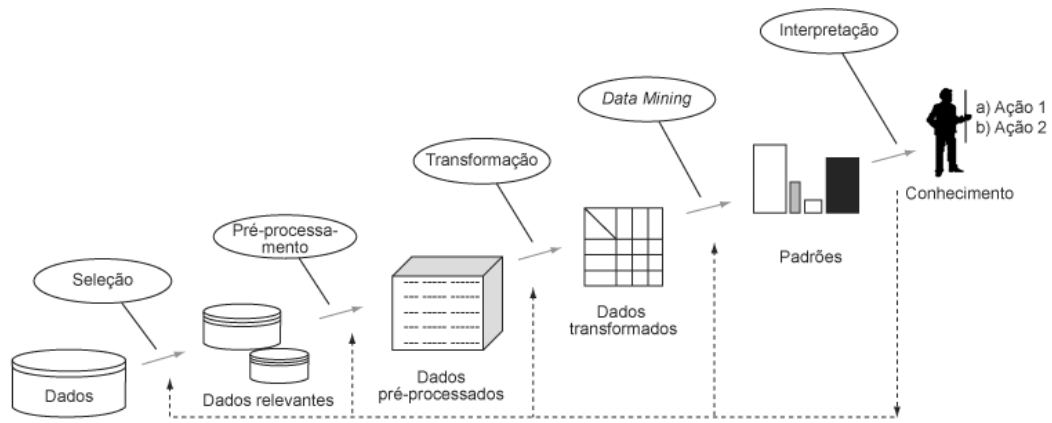 Interpretação
a) Ação 1
b) Ação 2
Conhecimento
Data Mining
Padrões
Transformação
Dados
transformados
Pré-processa-
mento
Dados
pré-processados
Seleção
Dados relevantes
Dados